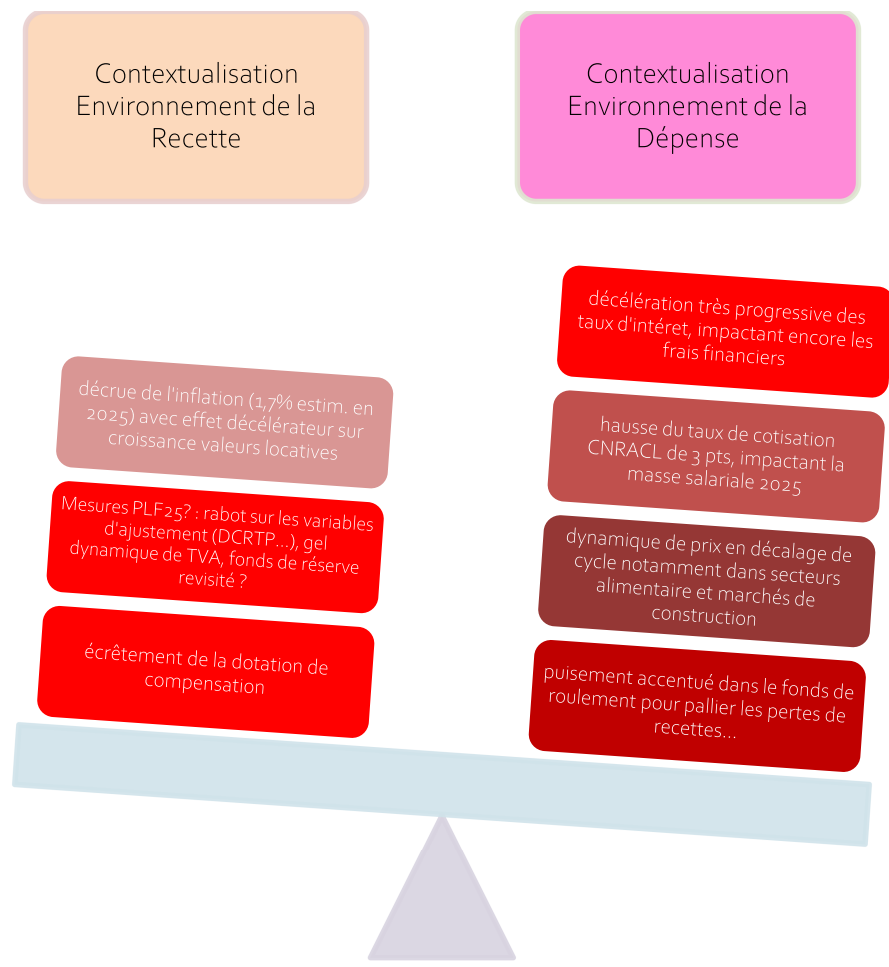 Contextualisation
Environnement de la
Recette
Contextualisation
Environnement de la
Dépense
décrue de l'inflation (1,7% estim. en
2025) avec effet décélérateur sur
croissance valeurs locatives
Mesures PLF25? : rabot sur les variables
d'ajustement (DCRTP...), gel
dynamique de TVA, fonds de réserve
revisité ?
écrêtement de la dotation de
compensation
décélération très progressive des
taux d'intéret, impactant encore les
frais financiers
hausse du taux de cotisation
CNRACL de 3 pts, impactant la
masse salariale 2025
dynamique de prix en décalage de
cycle notamment dans secteurs
alimentaire et marchés de
construction
puisement accentué dans le fonds de
roulement pour pallier les pertes de
recettes...